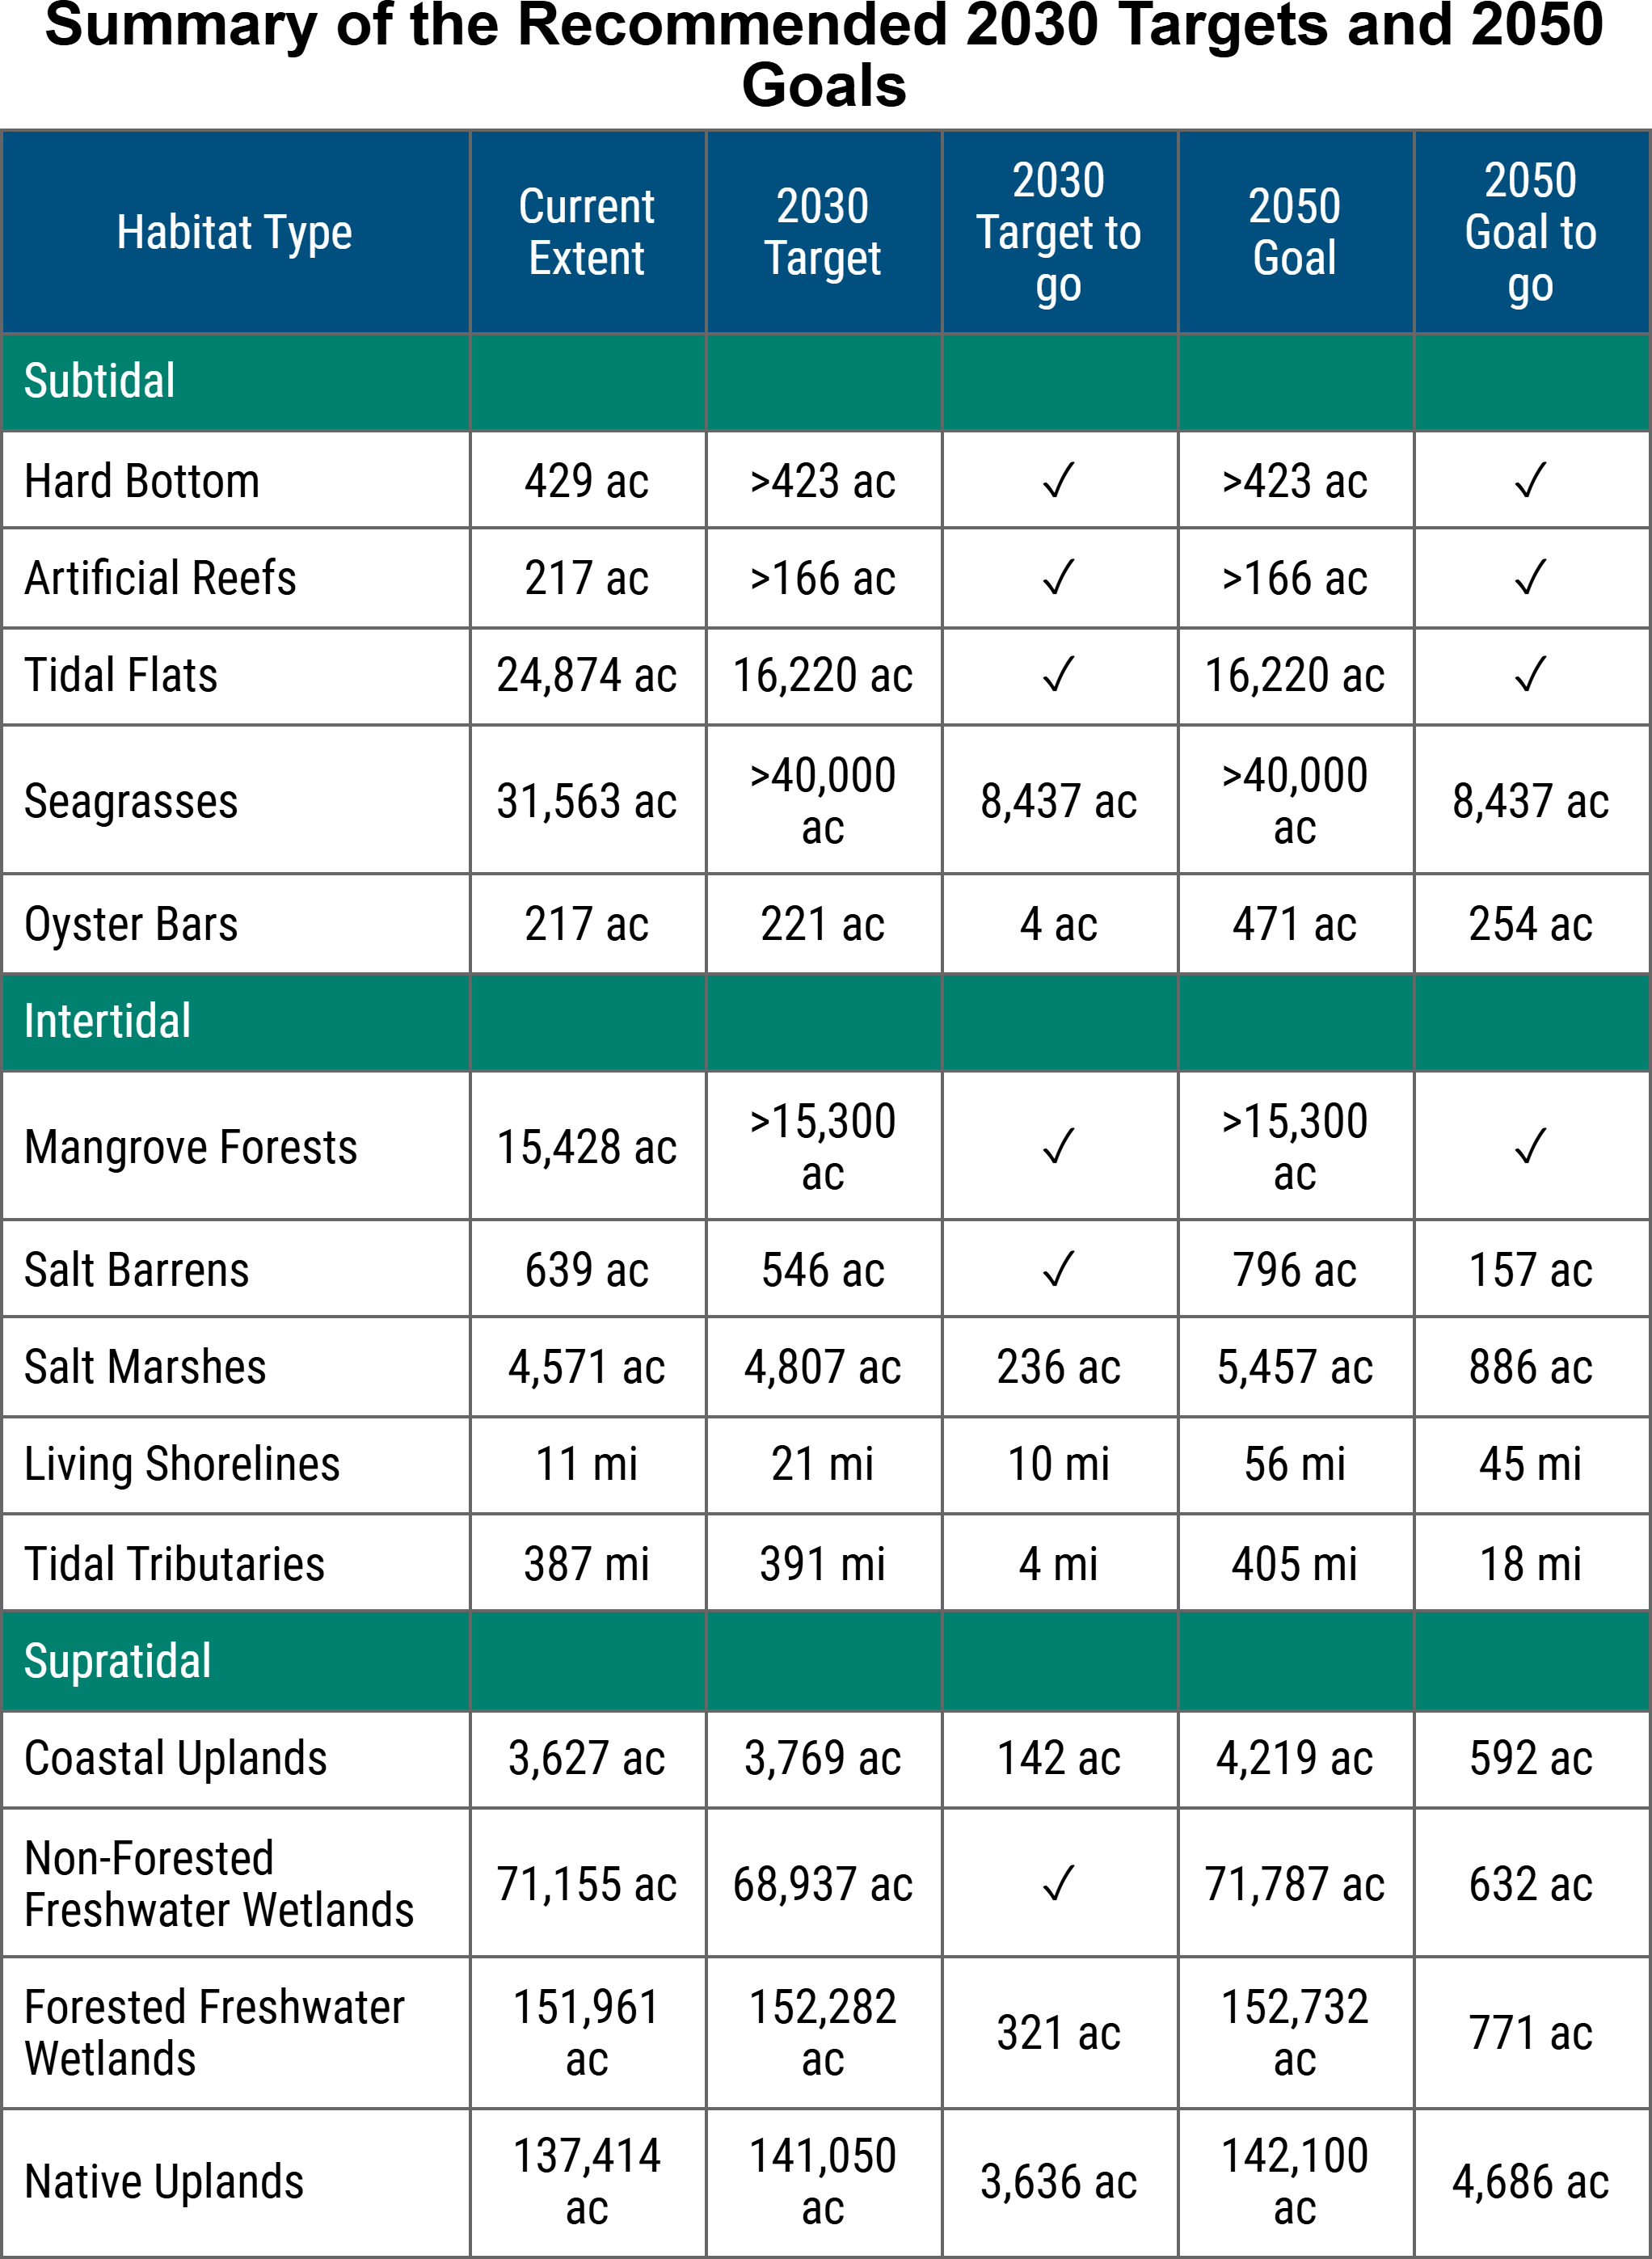 Summary of the Recommended 2030 Targets and 2050
Goals
Habitat Type
Current
Extent
2030
Target
2030
Target to
go
2050
Goal
2050
Goal to
go
Subtidal
Hard Bottom 429 ac >423 ac ✓ >423 ac ✓
Artificial Reefs 217 ac >166 ac ✓ >166 ac ✓
Tidal Flats 24,874 ac 16,220 ac ✓ 16,220 ac ✓
Seagrasses
31,563 ac
>40,000
ac
8,437 ac
>40,000
ac
8,437 ac
Oyster Bars 217 ac 221 ac 4 ac 471 ac 254 ac
Intertidal
Mangrove Forests
15,428 ac
>15,300
ac
✓
>15,300
ac
✓
Salt Barrens 639 ac 546 ac ✓ 796 ac 157 ac
Salt Marshes 4,571 ac 4,807 ac 236 ac 5,457 ac 886 ac
Living Shorelines 11 mi 21 mi 10 mi 56 mi 45 mi
Tidal Tributaries 387 mi 391 mi 4 mi 405 mi 18 mi
Supratidal
Coastal Uplands 3,627 ac 3,769 ac 142 ac 4,219 ac 592 ac
Non-Forested
Freshwater Wetlands
71,155 ac
68,937 ac
✓
71,787 ac
632 ac
Forested Freshwater
Wetlands
151,961
ac
152,282
ac
321 ac
152,732
ac
771 ac
Native Uplands
137,414
ac
141,050
ac
3,636 ac
142,100
ac
4,686 ac